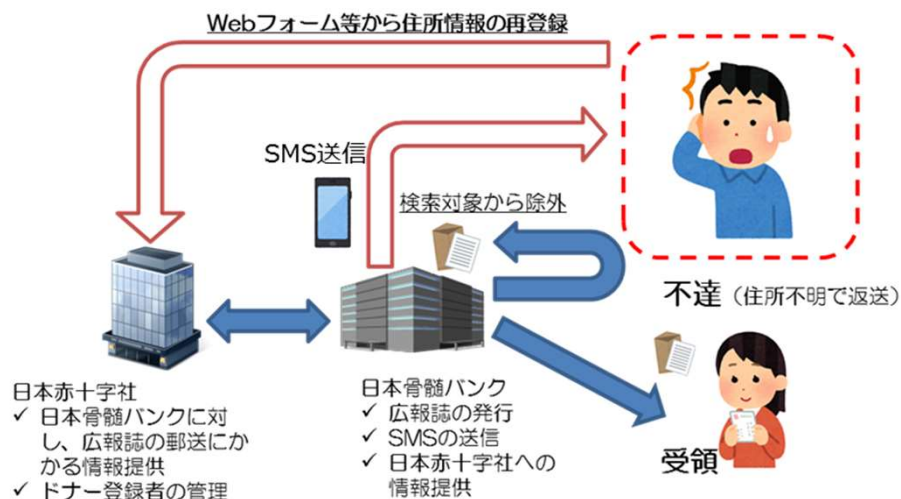 Webフォーム等から住所情報の再登録
SMS送信
検索対象から除外
不達（住所不明で返送）
受領
日本赤十字社
✓ 日本骨髄バンクに対
し、広報誌の郵送にか
かる情報提供
✓ ドナー登録者の管理
日本骨髄バンク
✓ 広報誌の発行
✓ SMSの送信
✓ 日本赤十字社への
情報提供